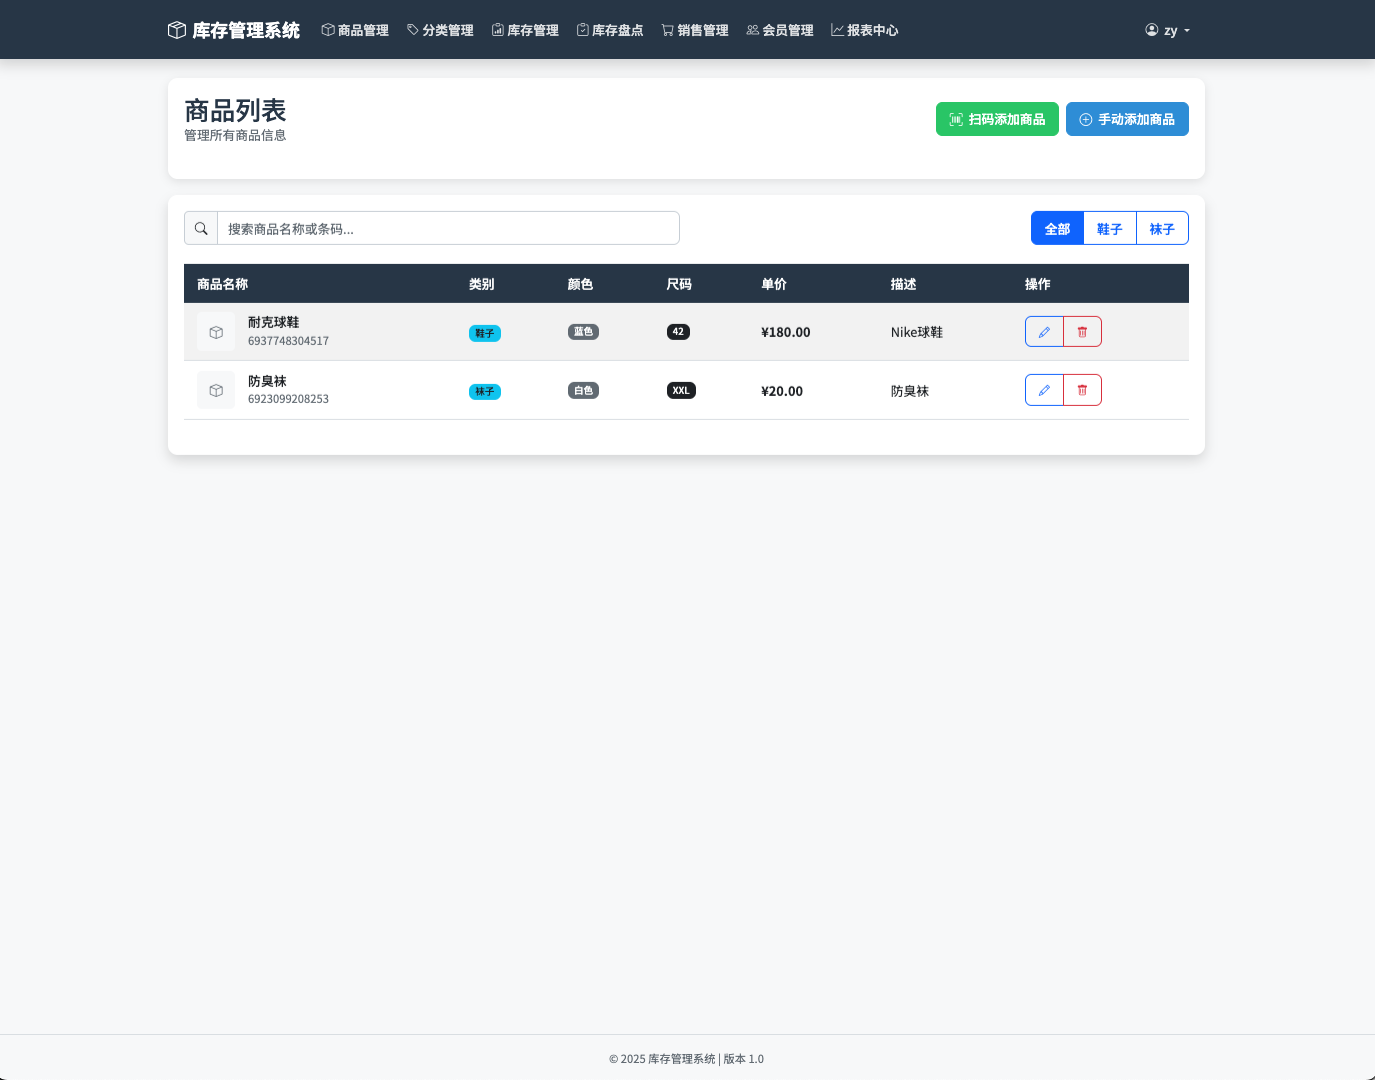 库存管理系统 商品管理 分类管理 库存管理 库存盘点 销售管理 会员管理 报表中心 zy
商品列表
管理所有商品信息
扫码添加商品 手动添加商品
搜索商品名称或条码...
全部 鞋子 袜子
商品名称 类别 颜色 尺码 单价 描述 操作
耐克球鞋
6937748304517
鞋子 蓝色 42 ¥180.00 Nike球鞋
防臭袜
6923099208253
袜子 白色 XXL ¥20.00 防臭袜
© 2025 库存管理系统 | 版本 1.0